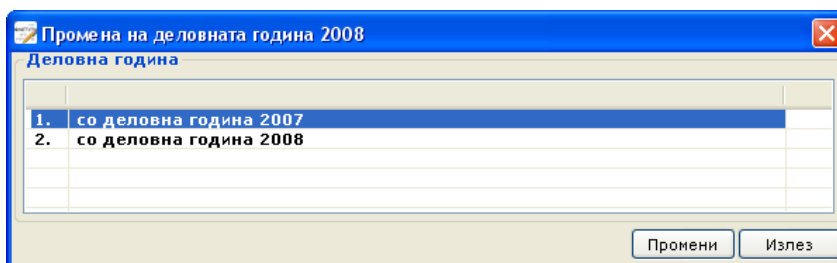 Промена на деловната година 2008
Деловна година
1. со деловна година 2007
2. со деловна година 2008
Промени Излез